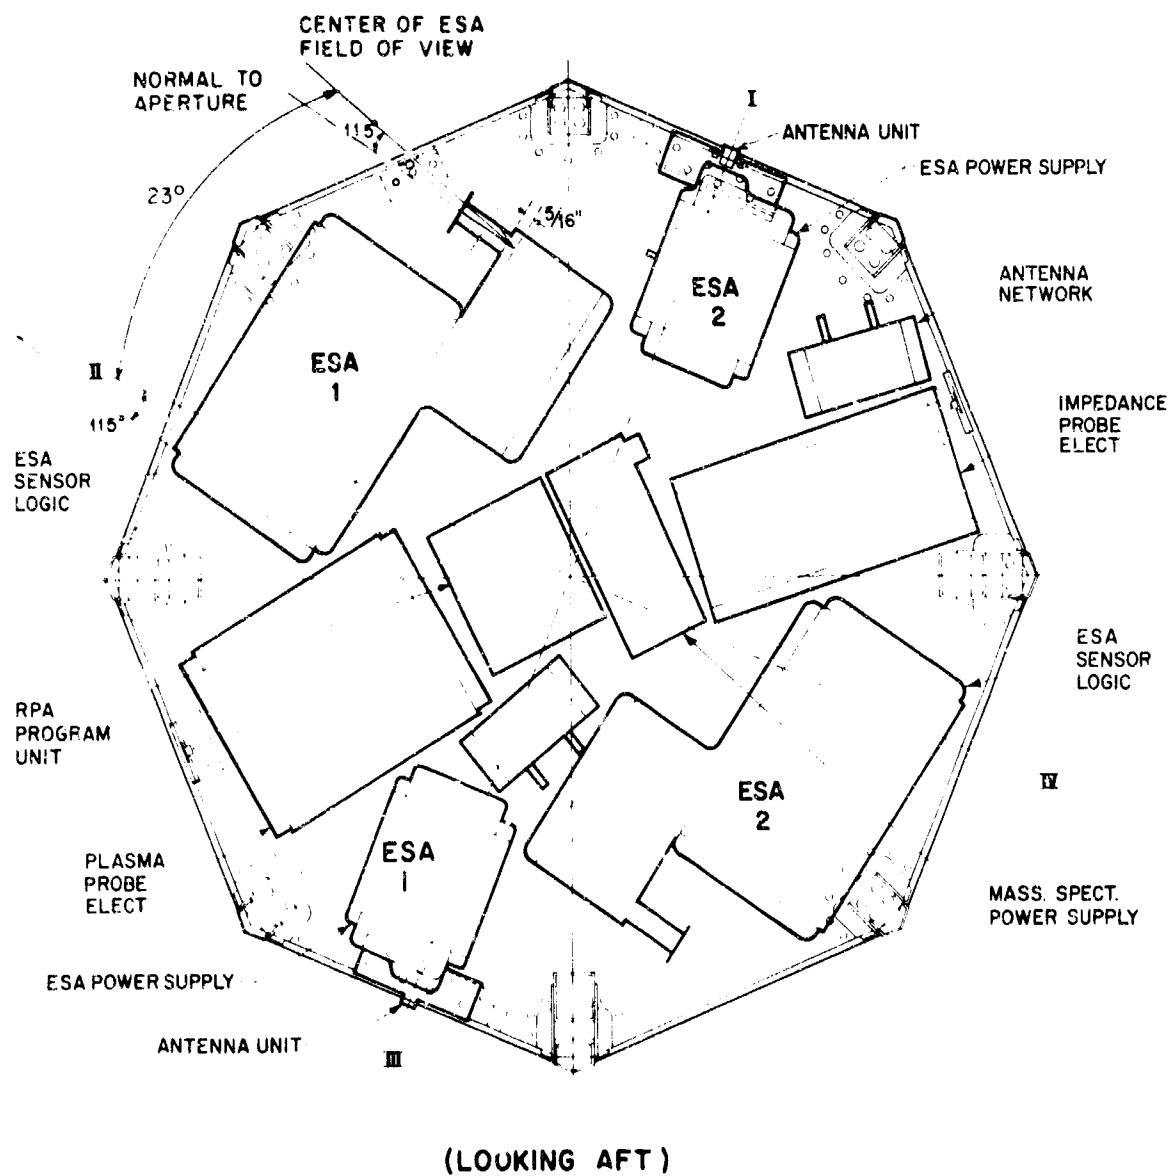 CENTER OF ESA
FIELD OF VIEW
NORMAL TO
APERTURE
115
I
ANTENNA UNIT
ESA POWER SUPPLY
23°
5/16"
ANTENNA
NETWORK
ESA
2
ESA
1
II
115°
IMPEDANCE
PROBE
ELECT
ESA
SENSOR
LOGIC
ESA
SENSOR
LOGIC
RPA
PROGRAM
UNIT
IV
ESA
2
ESA
1
PLASMA
PROBE
ELECT
MASS. SPECT.
POWER SUPPLY
ESA POWER SUPPLY
ANTENNA UNIT
III
(LOOKING AFT)